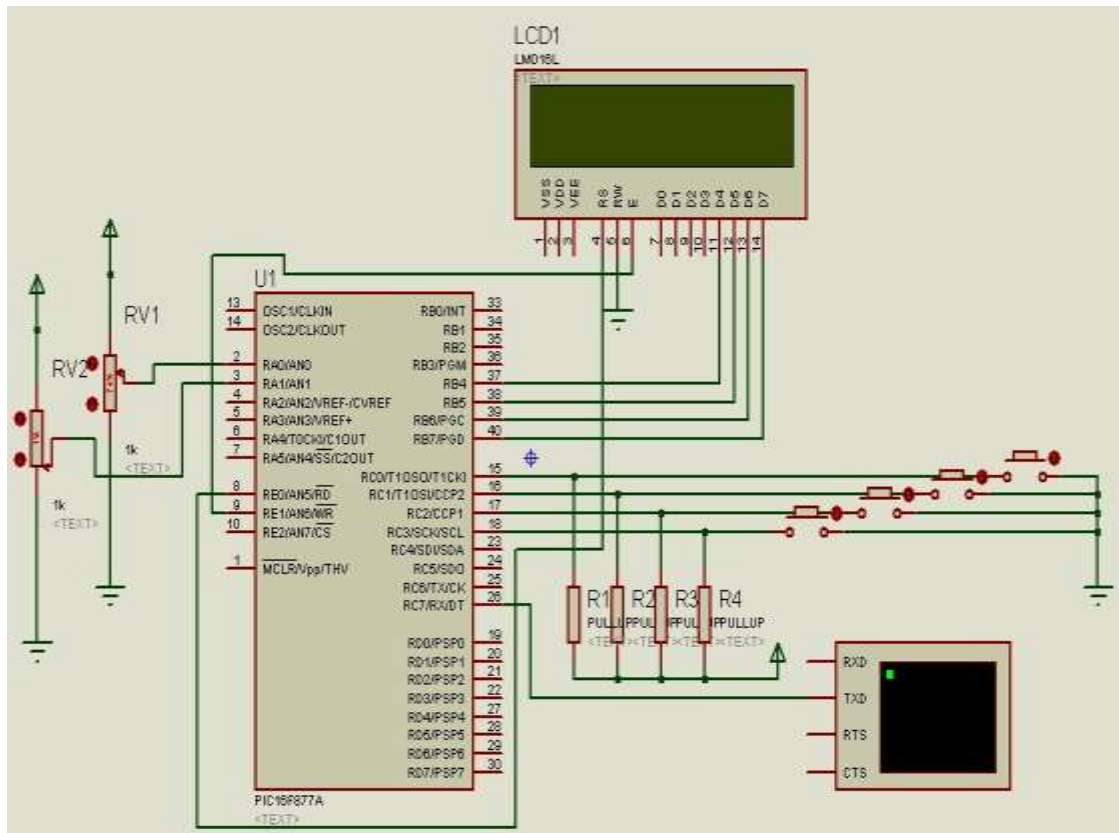 LCD1
LM016L
<TEXT>
VSS
VDD
VEE
RS
RW
E
D0
D1
D2
D3
D4
D5
D6
D7
1
2
3
4
5
6
7
8
9
10
11
12
13
14
U1
13 OSC1/CLKIN
14 OSC2/CLKOUT
2 RA0/AN0
3 RA1/AN1
4 RA2/AN2/VREF-/CVREF
5 RA3/AN3/VREF+
6 RA4/T0CKI/C1OUT
7 RA5/AN4/SS/C2OUT
8 RE0/AN5/RD
9 RE1/AN6/WR
10 RE2/AN7/CS
1 MCLR/Vpp/THV
RB0/INT 33
RB1 34
RB2 35
RB3/PGM 36
RB4 37
RB5 38
RB6/PGC 39
RB7/PGD 40
RC0/T1OSO/T1CKI 15
RC1/T1OSI/CCP2 16
RC2/CCP1 17
RC3/SCK/SCL 18
RC4/SDI/SDA 23
RC5/SDO 24
RC6/TX/CK 25
RC7/RX/DT 26
RD0/PSP0 19
RD1/PSP1 20
RD2/PSP2 21
RD3/PSP3 22
RD4/PSP4 27
RD5/PSP5 28
RD6/PSP6 29
RD7/PSP7 30
PIC16F877A
<TEXT>
RV1
1k
<TEXT>
RV2
1k
<TEXT>
R1
R2
R3
R4
PULLUP
<TEXT>
<TEXT>
<TEXT>
<TEXT>
RXD
TXD
RTS
CTS